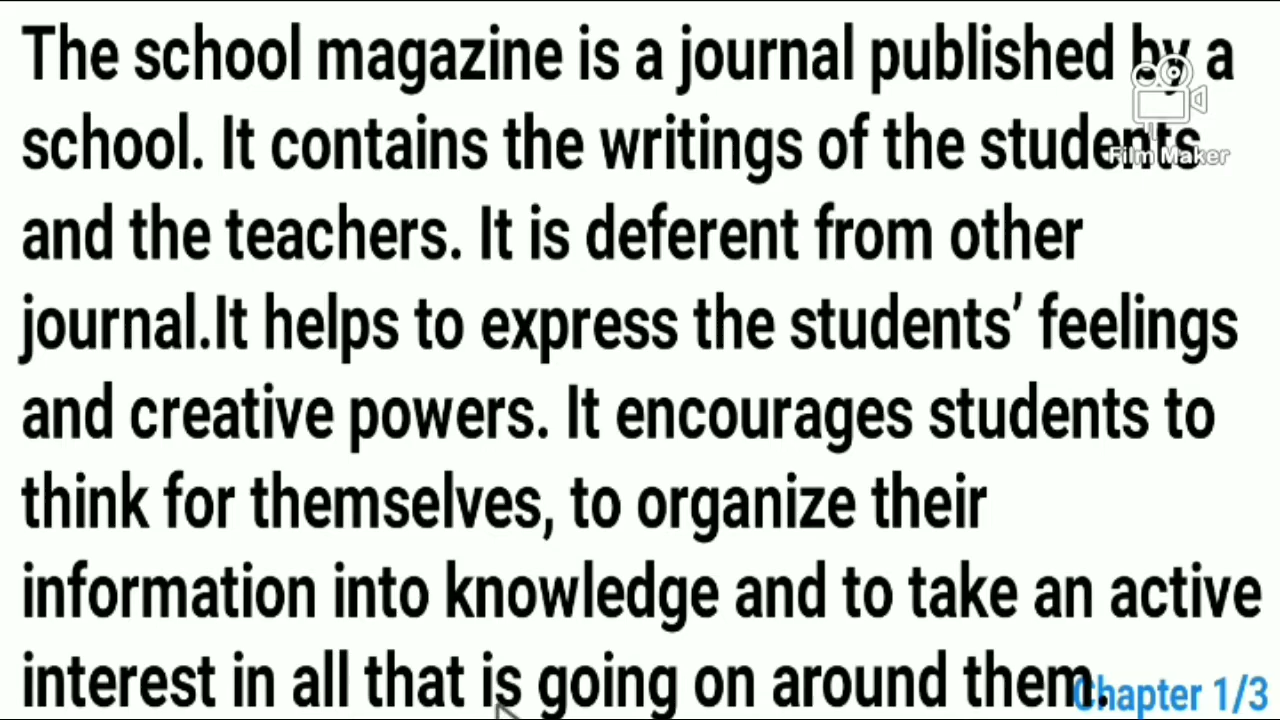 The school magazine is a journal published by a
school. It contains the writings of the students
Film Maker
and the teachers. It is deferent from other
journal.It helps to express the students’ feelings
and creative powers. It encourages students to
think for themselves, to organize their
information into knowledge and to take an active
interest in all that is going on around them.
Chapter 1/3